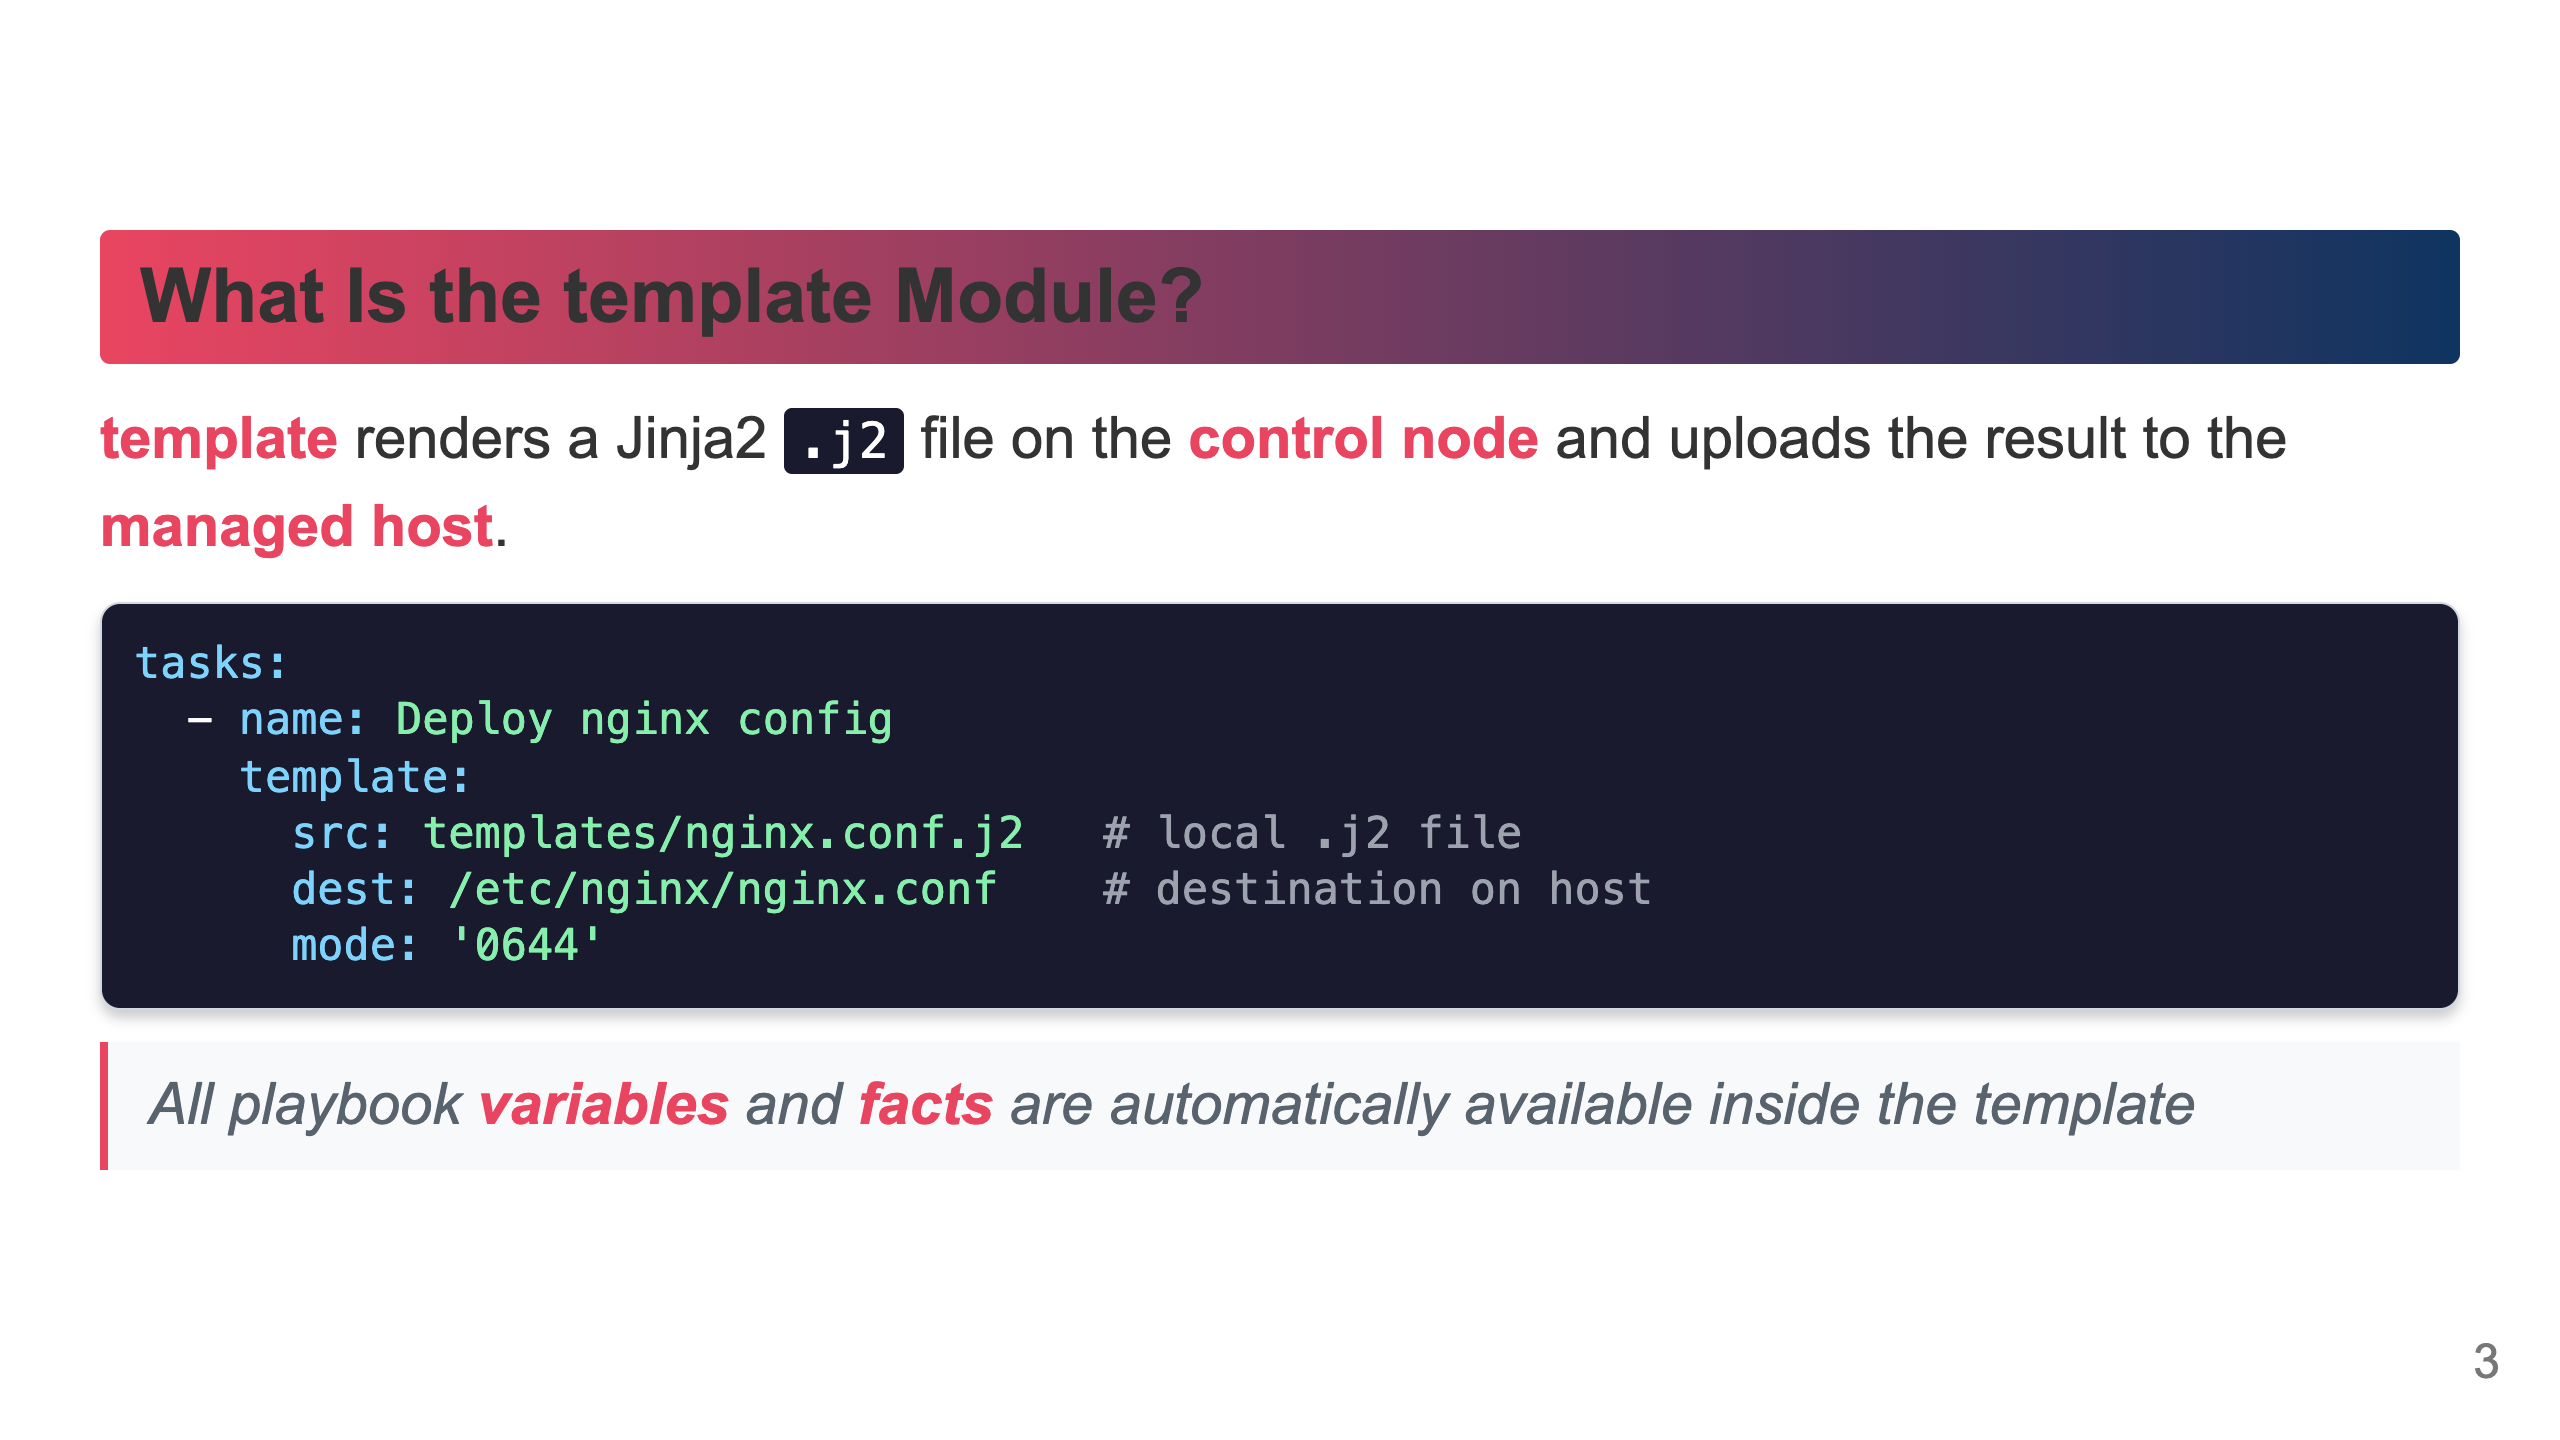 What Is the template Module?
template renders a Jinja2 .j2 file on the control node and uploads the result to the
managed host.
tasks:
  - name: Deploy nginx config
    template:
      src: templates/nginx.conf.j2   # local .j2 file
      dest: /etc/nginx/nginx.conf    # destination on host
      mode: '0644'
All playbook variables and facts are automatically available inside the template
3